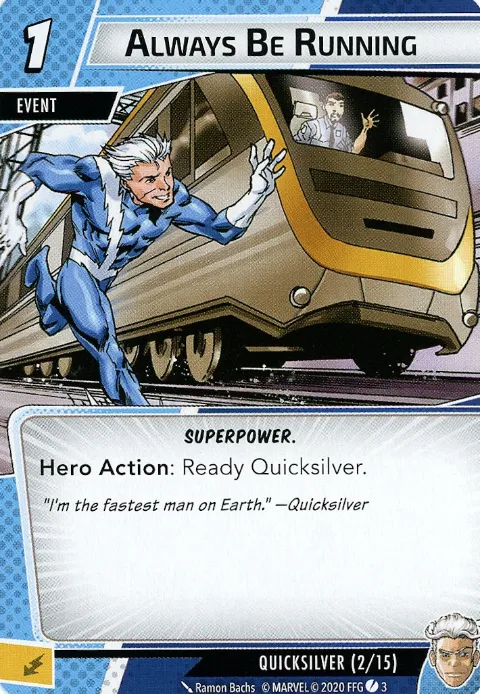 1
ALWAYS BE RUNNING
EVENT
SUPERPOWER.
Hero Action: Ready Quicksilver.
"I'm the fastest man on Earth." —Quicksilver
QUICKSILVER (2/15)
Ramon Bachs © MARVEL © 2020 FFG 3